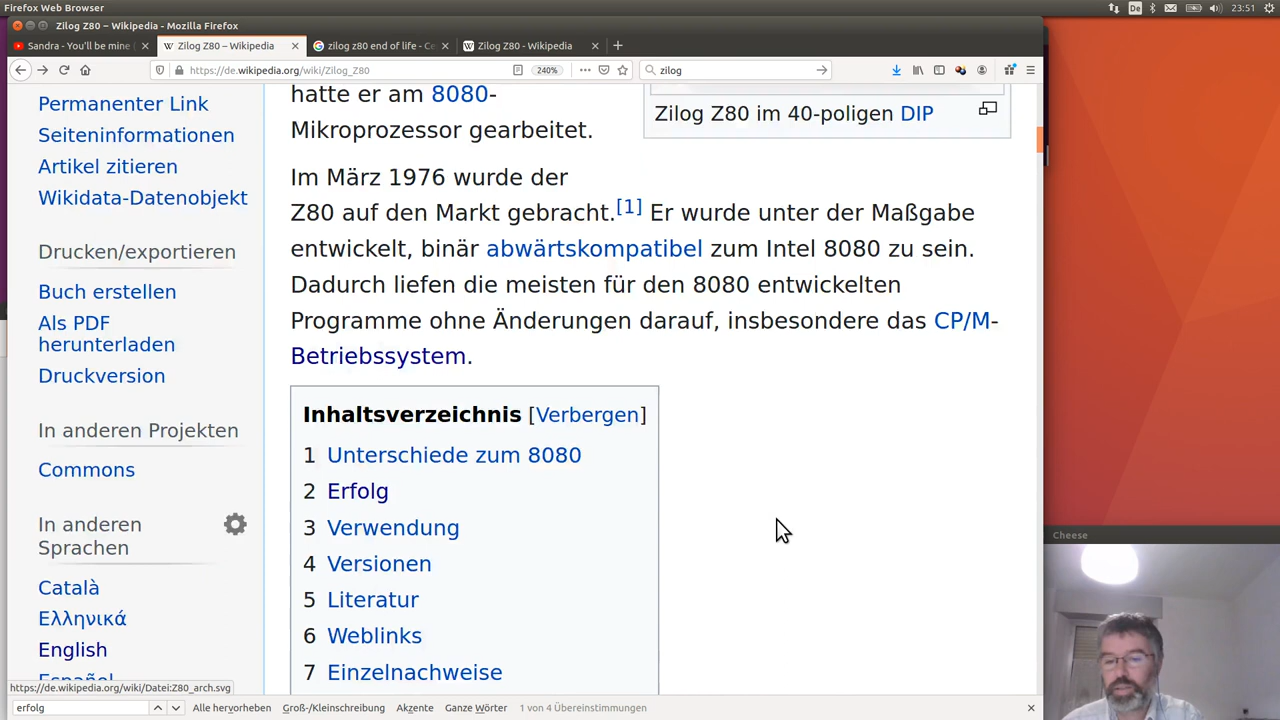 Firefox Web Browser
De
23:51
Zilog Z80 – Wikipedia - Mozilla Firefox
Sandra - You'll be mine (
Zilog Z80 – Wikipedia
zilog z80 end of life - Ce
Zilog Z80 - Wikipedia
https://de.wikipedia.org/wiki/Zilog_Z80
240%
zilog
Permanenter Link
Seiteninformationen
Artikel zitieren
Wikidata-Datenobjekt
Drucken/exportieren
Buch erstellen
Als PDF
herunterladen
Druckversion
In anderen Projekten
Commons
In anderen
Sprachen
Català
Ελληνικά
English
Español
hatte er am 8080-
Mikroprozessor gearbeitet.
Zilog Z80 im 40-poligen DIP
Im März 1976 wurde der
Z80 auf den Markt gebracht.[1] Er wurde unter der Maßgabe
entwickelt, binär abwärtskompatibel zum Intel 8080 zu sein.
Dadurch liefen die meisten für den 8080 entwickelten
Programme ohne Änderungen darauf, insbesondere das CP/M-
Betriebssystem.
Inhaltsverzeichnis [Verbergen]
1 Unterschiede zum 8080
2 Erfolg
3 Verwendung
4 Versionen
5 Literatur
6 Weblinks
7 Einzelnachweise
https://de.wikipedia.org/wiki/Datei:Z80_arch.svg
erfolg
Alle hervorheben
Groß-/Kleinschreibung
Akzente
Ganze Wörter
1 von 4 Übereinstimmungen
Cheese